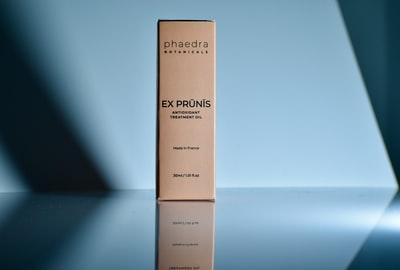 phaedra
BOTANICALS
EX PRŪNĪS
ANTIOXIDANT
TREATMENT OIL
Made in France
30ml / 1.01 fl oz